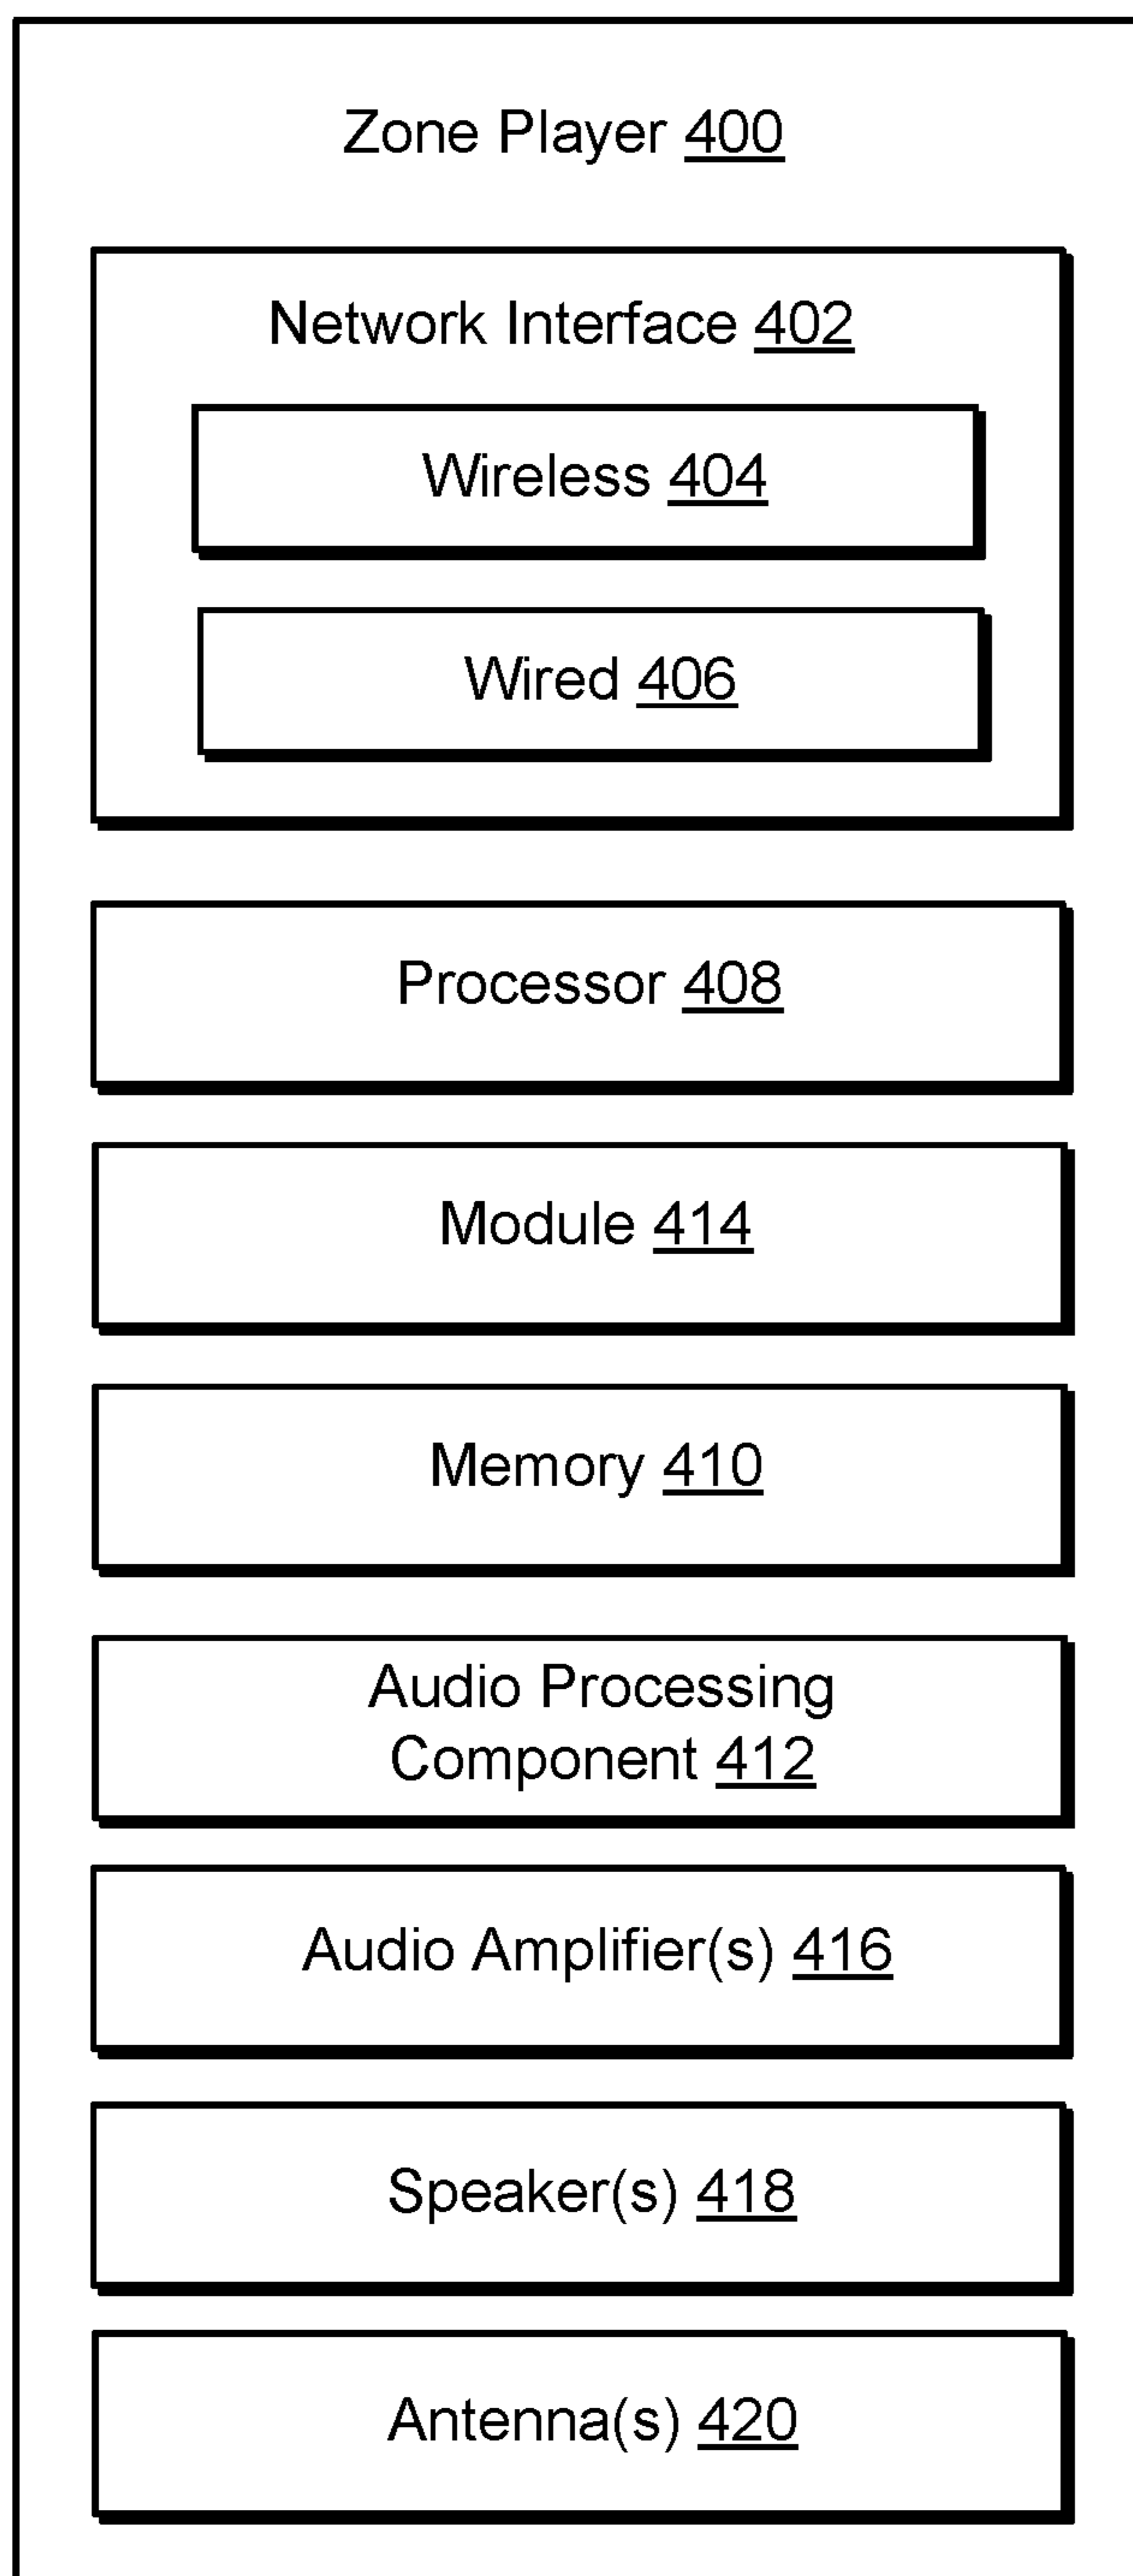 Zone Player 400
Network Interface 402
Wireless 404
Wired 406
Processor 408
Module 414
Memory 410
Audio Processing
Component 412
Audio Amplifier(s) 416
Speaker(s) 418
Antenna(s) 420